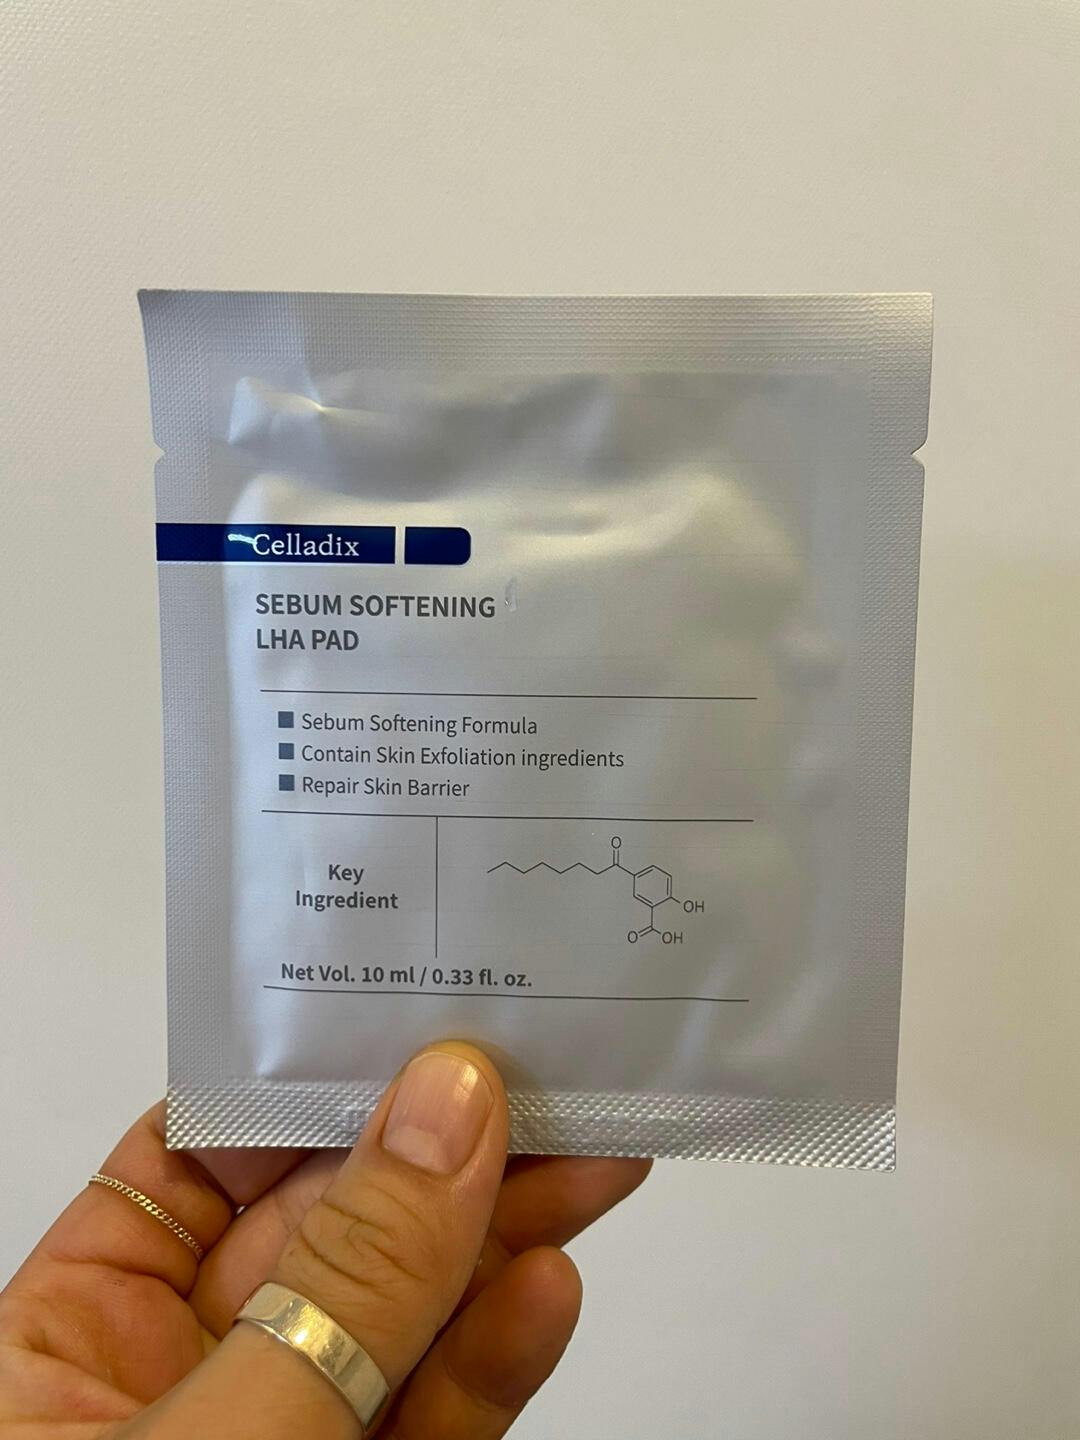 Celladix
SEBUM SOFTENING
LHA PAD
Sebum Softening Formula
Contain Skin Exfoliation ingredients
Repair Skin Barrier
Key
Ingredient
O
OH
O OH
Net Vol. 10 ml / 0.33 fl. oz.